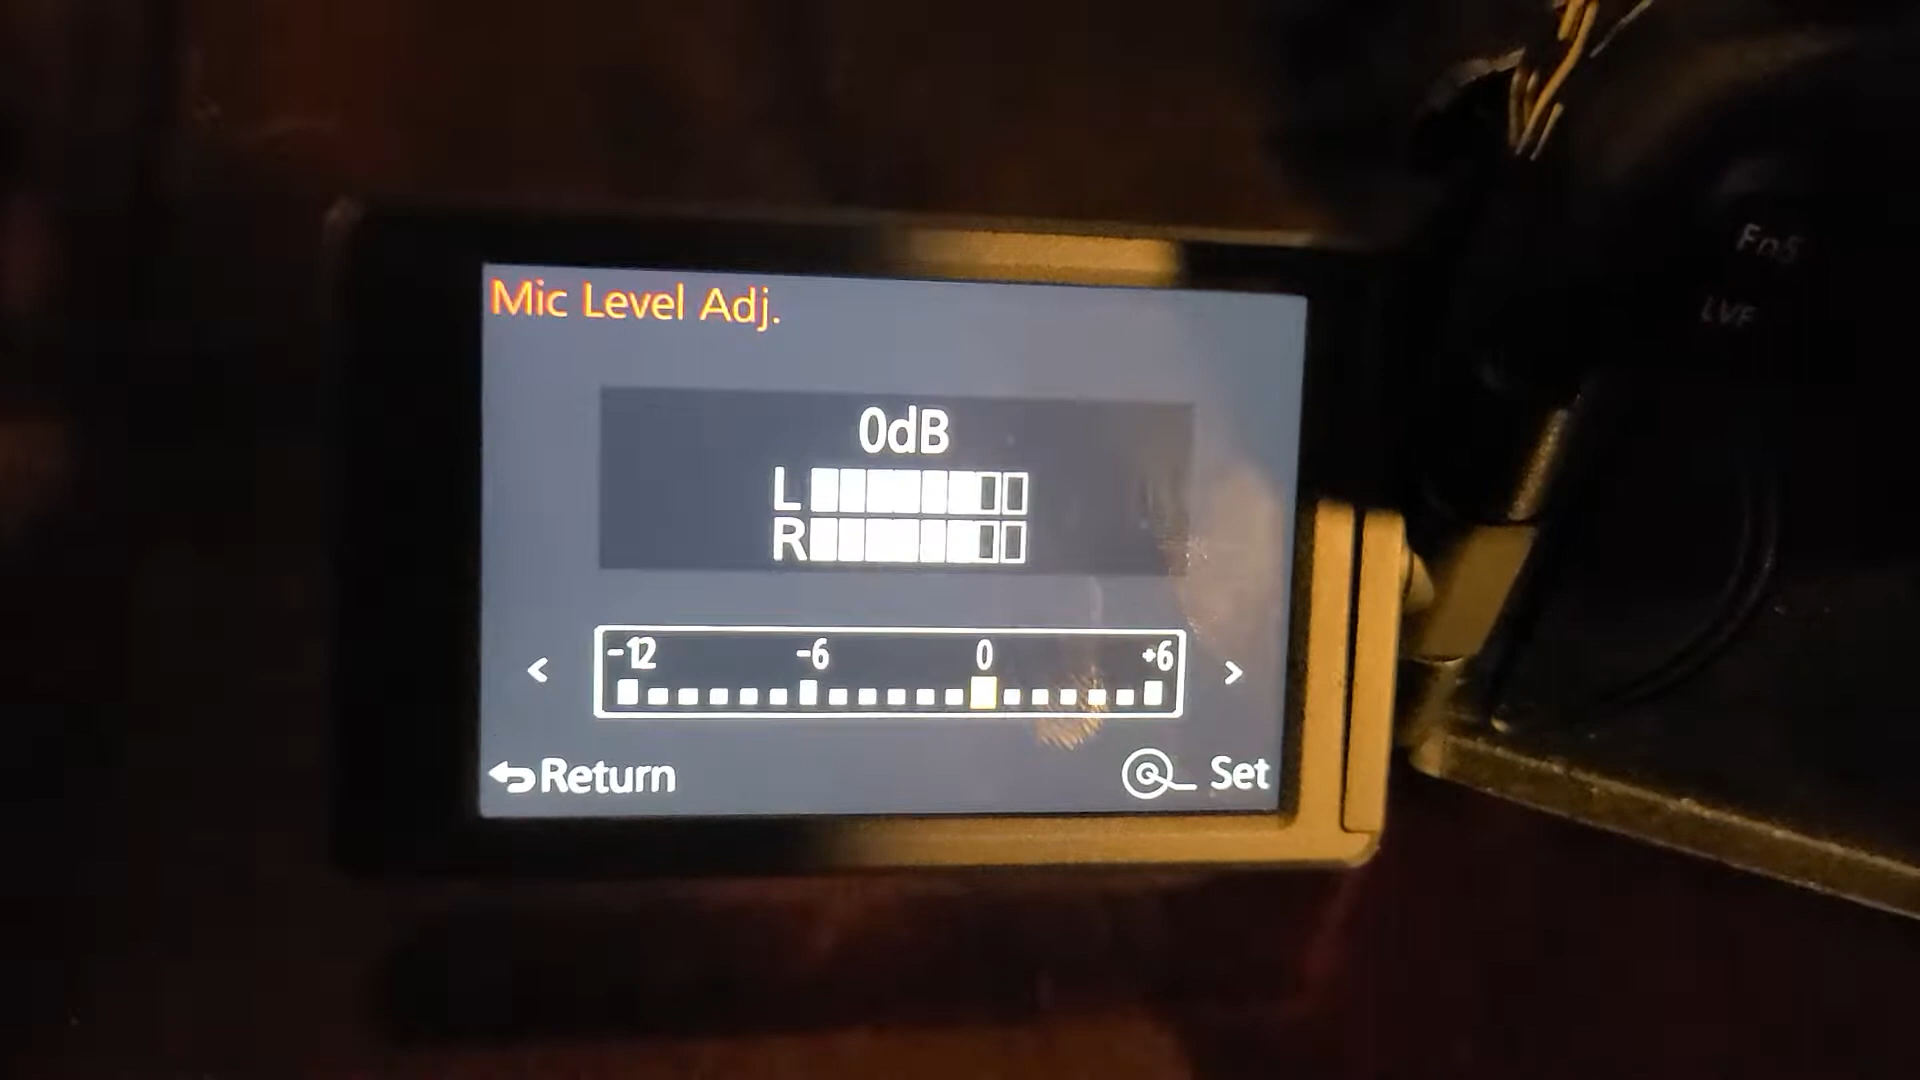 Fn5
LVF
Mic Level Adj.
0dB
L
R
-12 -6 0 +6
< >
Return Set